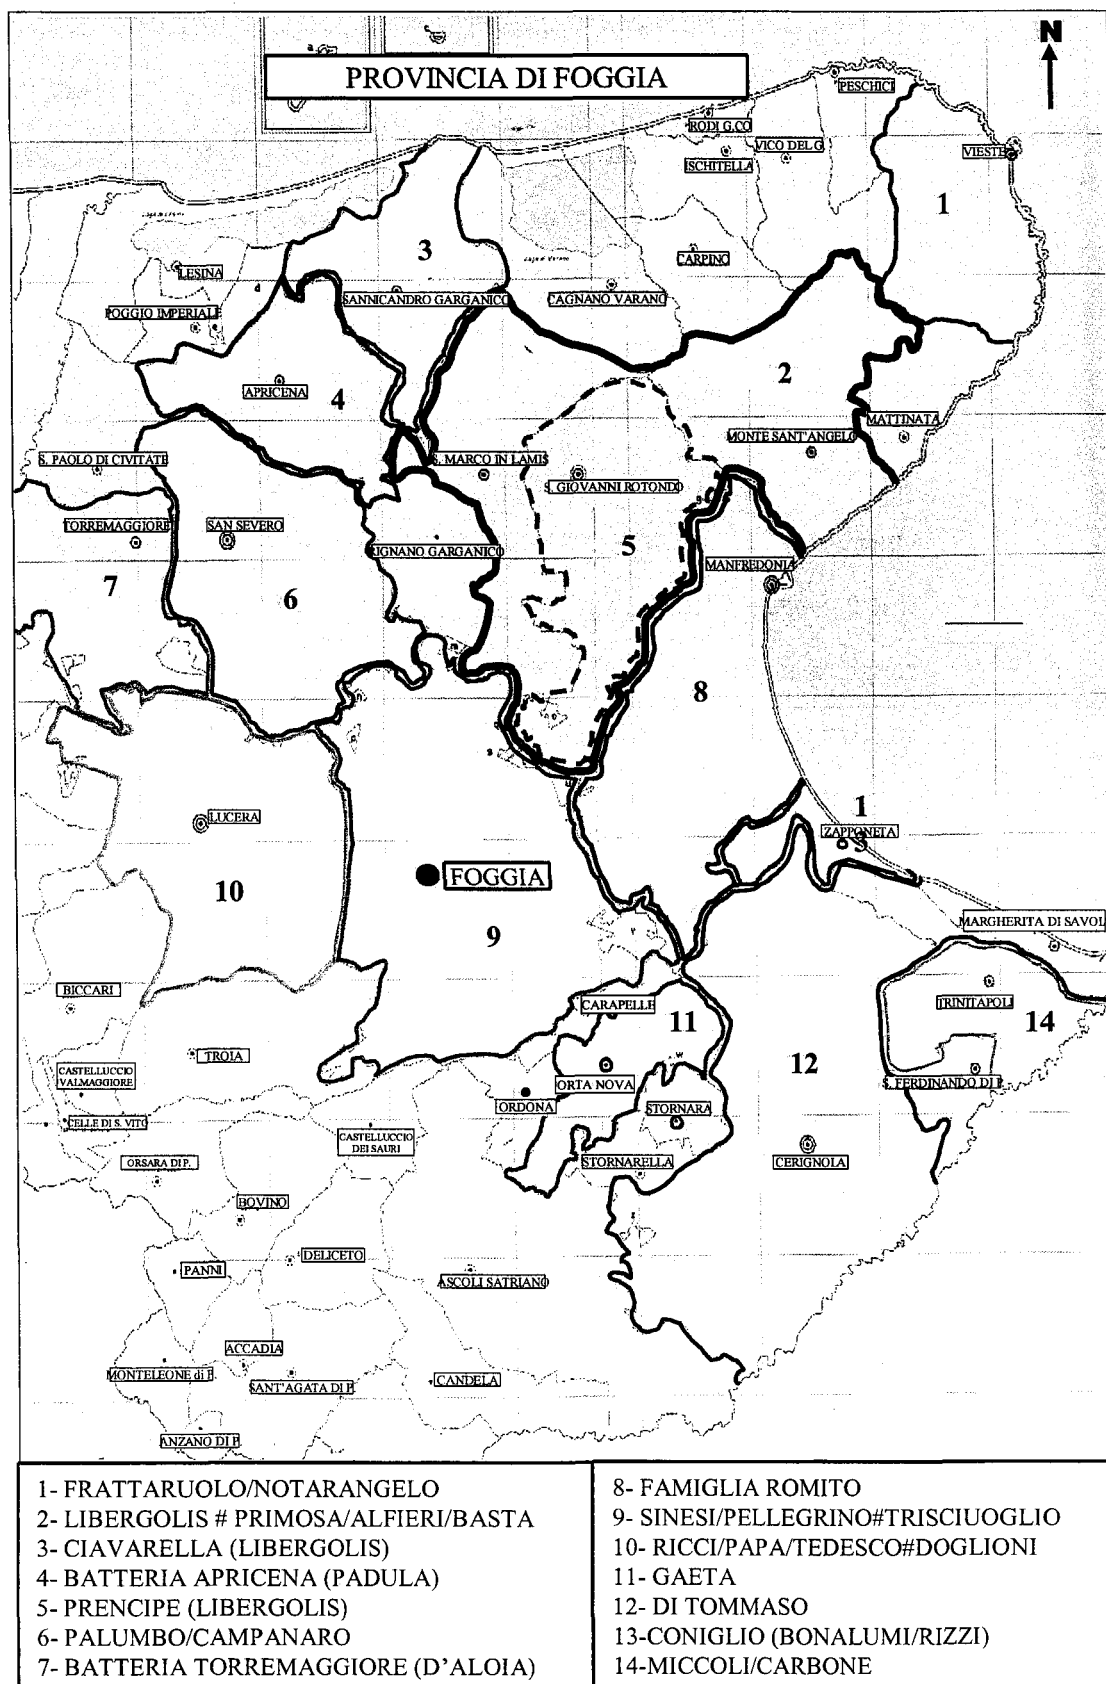 N
PROVINCIA DI FOGGIA
PESCHICI
RODI G.CO
VICO DEL G.
VIESTE
ISCHITELLA
1
3
CARPINO
LESINA
SANNICANDRO GARGANICO
CAGNANO VARANO
POGGIO IMPERIALE
2
APRICENA
4
MATTINATA
MONTE SANT'ANGELO
S. PAOLO DI CIVITATE
S. MARCO IN LAMIS
S. GIOVANNI ROTONDO
TORREMAGGIORE
SAN SEVERO
RIGNANO GARGANICO
5
MANFREDONIA
7
6
8
1
3
ZAPPONETA
LUCERA
FOGGIA
10
9
MARGHERITA DI SAVOI
BICCARI
TRINITAPOLI
CARAPELLE
11
14
TROIA
12
CASTELLUCCIO
VALMAGGIORE
ORTA NOVA
S. FERDINANDO DI P.
ORDONA
STORNARA
CELLE DI S. VITO
CASTELLUCCIO
DEI SAURI
ORSARA DI P.
STORNARELLA
CERIGNOLA
BOVINO
DELICETO
PANNI
ASCOLI SATRIANO
ACCADIA
MONTELEONE di P.
SANT'AGATA DI P.
CANDELA
ANZANO DI P.
1- FRATTARUOLO/NOTARANGELO
2- LIBERGOLIS # PRIMOSA/ALFIERI/BASTA
3- CIAVARELLA (LIBERGOLIS)
4- BATTERIA APRICENA (PADULA)
5- PRENCIPE (LIBERGOLIS)
6- PALUMBO/CAMPANARO
7- BATTERIA TORREMAGGIORE (D'ALOIA)
8- FAMIGLIA ROMITO
9- SINESI/PELLEGRINO#TRISCIUOGLIO
10- RICCI/PAPA/TEDESCO#DOGLIONI
11- GAETA
12- DI TOMMASO
13-CONIGLIO (BONALUMI/RIZZI)
14-MICCOLI/CARBONE